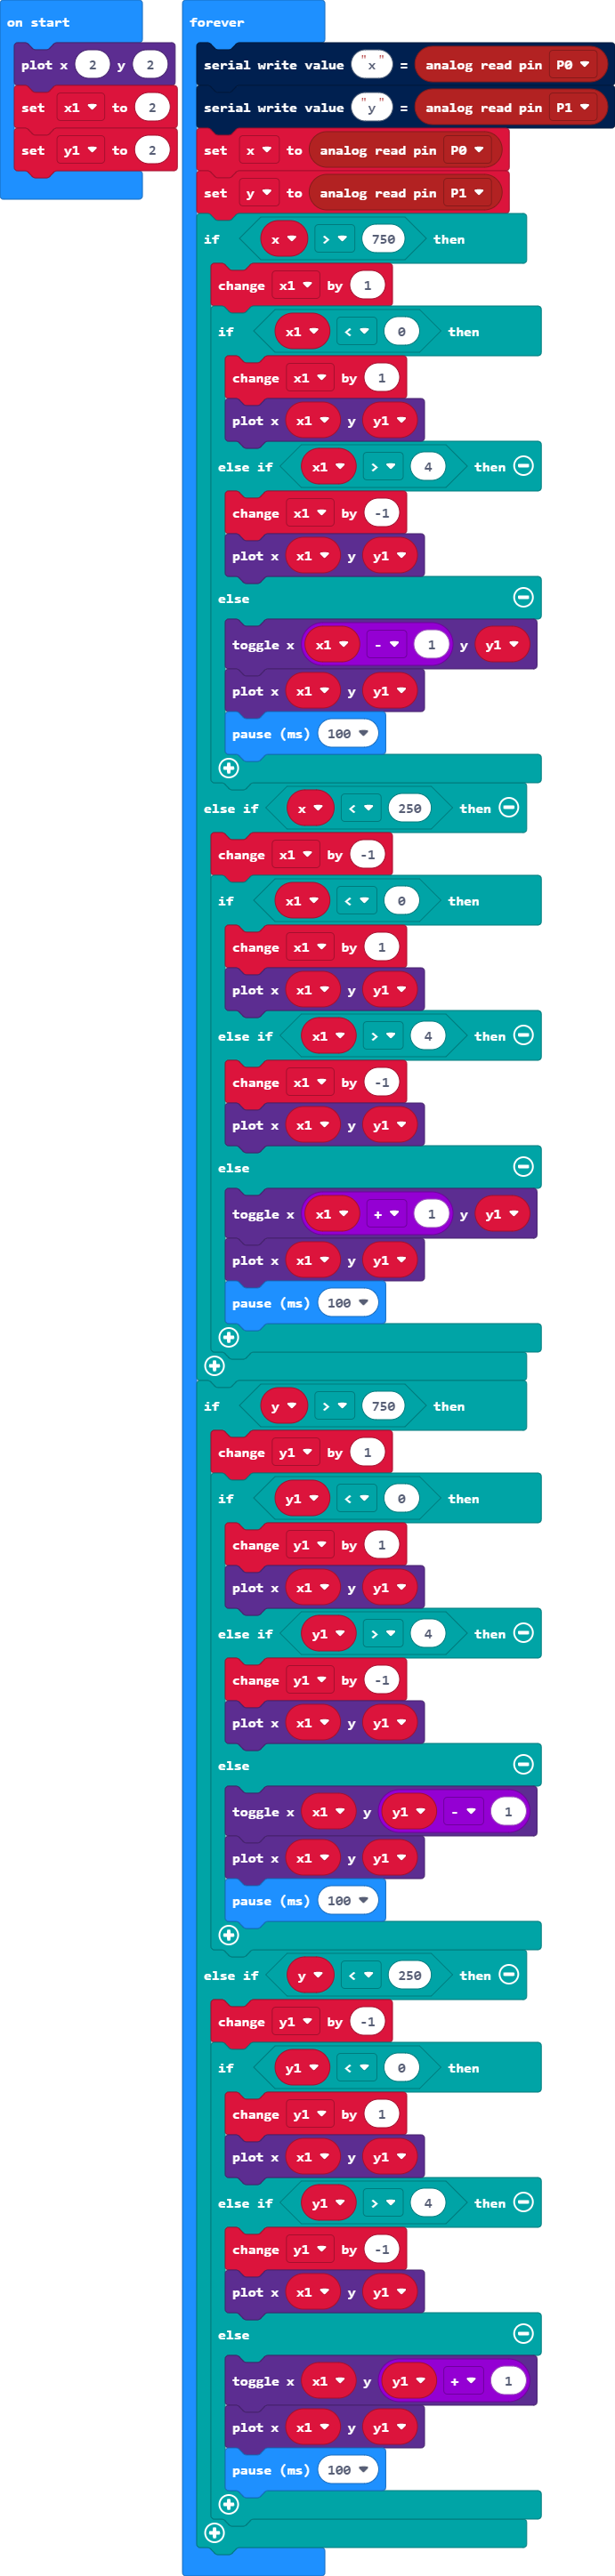 on start
plot x 2 y 2
set x1 to 2
set y1 to 2
forever
serial write value "x" = analog read pin P0
serial write value "y" = analog read pin P1
set x to analog read pin P0
set y to analog read pin P1
if x > 750 then
change x1 by 1
if x1 < 0 then
change x1 by 1
plot x x1 y y1
else if x1 > 4 then
change x1 by -1
plot x x1 y y1
else
toggle x x1 - 1 y y1
plot x x1 y y1
pause (ms) 100
else if x < 250 then
change x1 by -1
if x1 < 0 then
change x1 by 1
plot x x1 y y1
else if x1 > 4 then
change x1 by -1
plot x x1 y y1
else
toggle x x1 + 1 y y1
plot x x1 y y1
pause (ms) 100
if y > 750 then
change y1 by 1
if y1 < 0 then
change y1 by 1
plot x x1 y y1
else if y1 > 4 then
change y1 by -1
plot x x1 y y1
else
toggle x x1 y y1 - 1
plot x x1 y y1
pause (ms) 100
else if y < 250 then
change y1 by -1
if y1 < 0 then
change y1 by 1
plot x x1 y y1
else if y1 > 4 then
change y1 by -1
plot x x1 y y1
else
toggle x x1 y y1 + 1
plot x x1 y y1
pause (ms) 100